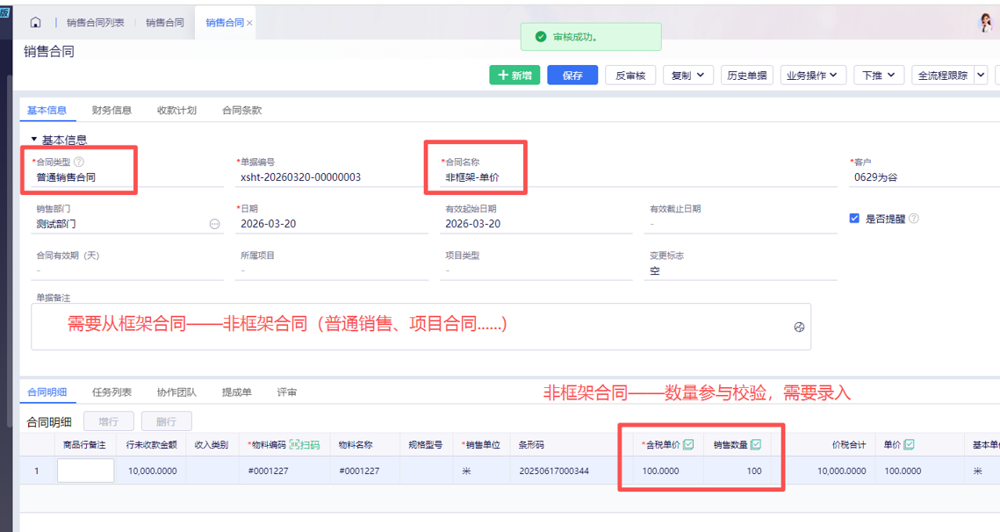 版
销售合同列表 销售合同 销售合同 ×
审核成功。
销售合同
新增 保存 反审核 复制 历史单据 业务操作 下推 全流程跟踪
基本信息 财务信息 收款计划 合同条款
基本信息
*合同类型 *单据编号 *合同名称 *客户
普通销售合同 xsht-20260320-00000003 非框架-单价 0629为谷
销售部门 *日期 有效起始日期 有效截止日期
测试部门 2026-03-20 2026-03-20 - 是否提醒
合同有效期（天） 所属项目 项目类型 变更标志
- - - 空
单据备注
需要从框架合同——非框架合同（普通销售、项目合同......）
合同明细 任务列表 协作团队 提成单 评审
非框架合同——数量参与校验，需要录入
合同明细 增行 删行
商品行备注 行未收款金额 收入类别 *物料编码 扫码 物料名称 规格型号 *销售单位 条形码 *含税单价 销售数量 价税合计 单价 基本单
1 10,000.0000 #0001227 #0001227 米 20250617000344 100.0000 100 10,000.0000 100.0000 米